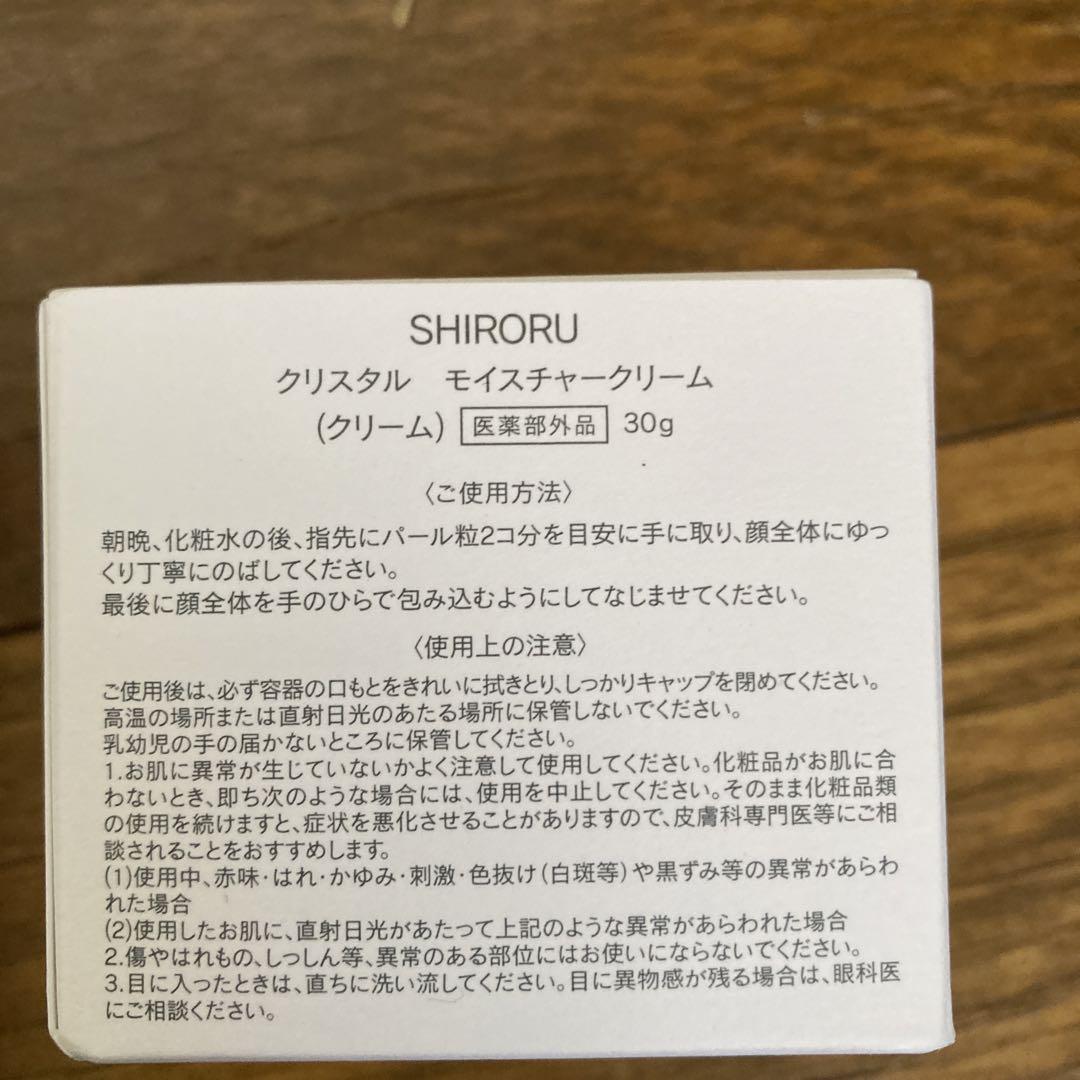 SHIRORU
クリスタル　モイスチャークリーム
(クリーム) 医薬部外品 30g
〈ご使用方法〉
朝晩、化粧水の後、指先にパール粒2コ分を目安に手に取り、顔全体にゆっ
くり丁寧にのばしてください。
最後に顔全体を手のひらで包み込むようにしてなじませてください。
〈使用上の注意〉
ご使用後は、必ず容器の口もとをきれいに拭きとり、しっかりキャップを閉めてください。
高温の場所または直射日光のあたる場所に保管しないでください。
乳幼児の手の届かないところに保管してください。
1.お肌に異常が生じていないかよく注意して使用してください。化粧品がお肌に合
わないとき、即ち次のような場合には、使用を中止してください。そのまま化粧品類
の使用を続けますと、症状を悪化させることがありますので、皮膚科専門医等にご相
談されることをおすすめします。
(1)使用中、赤味・はれ・かゆみ・刺激・色抜け(白斑等)や黒ずみ等の異常があらわ
れた場合
(2)使用したお肌に、直射日光があたって上記のような異常があらわれた場合
2.傷やはれもの、しっしん等、異常のある部位にはお使いにならないでください。
3.目に入ったときは、直ちに洗い流してください。目に異物感が残る場合は、眼科医
にご相談ください。